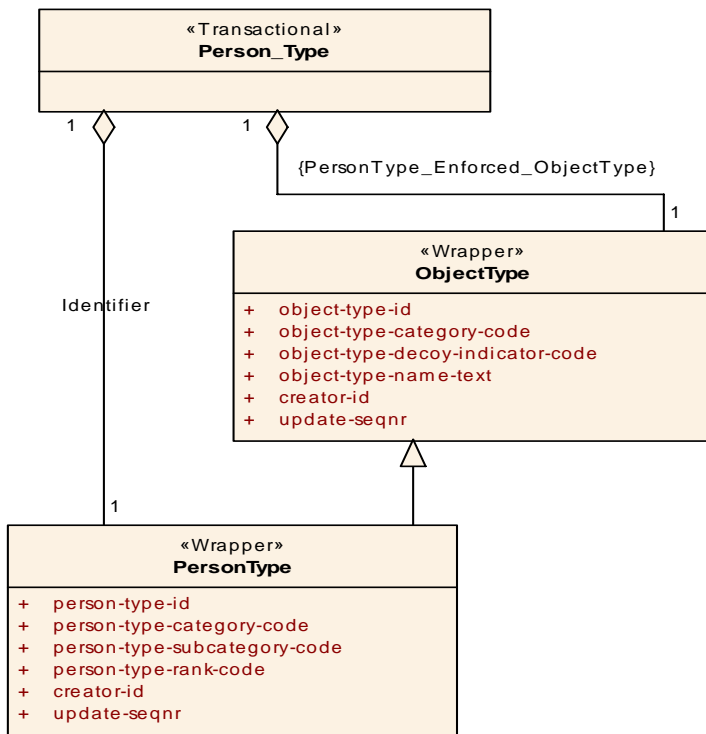 «Transactional»
Person_Type
1
1
{PersonType_Enforced_ObjectType}
1
«Wrapper»
ObjectType
+ object-type-id
+ object-type-category-code
+ object-type-decoy-indicator-code
+ object-type-name-text
+ creator-id
+ update-seqnr
Identifier
1
«Wrapper»
PersonType
+ person-type-id
+ person-type-category-code
+ person-type-subcategory-code
+ person-type-rank-code
+ creator-id
+ update-seqnr